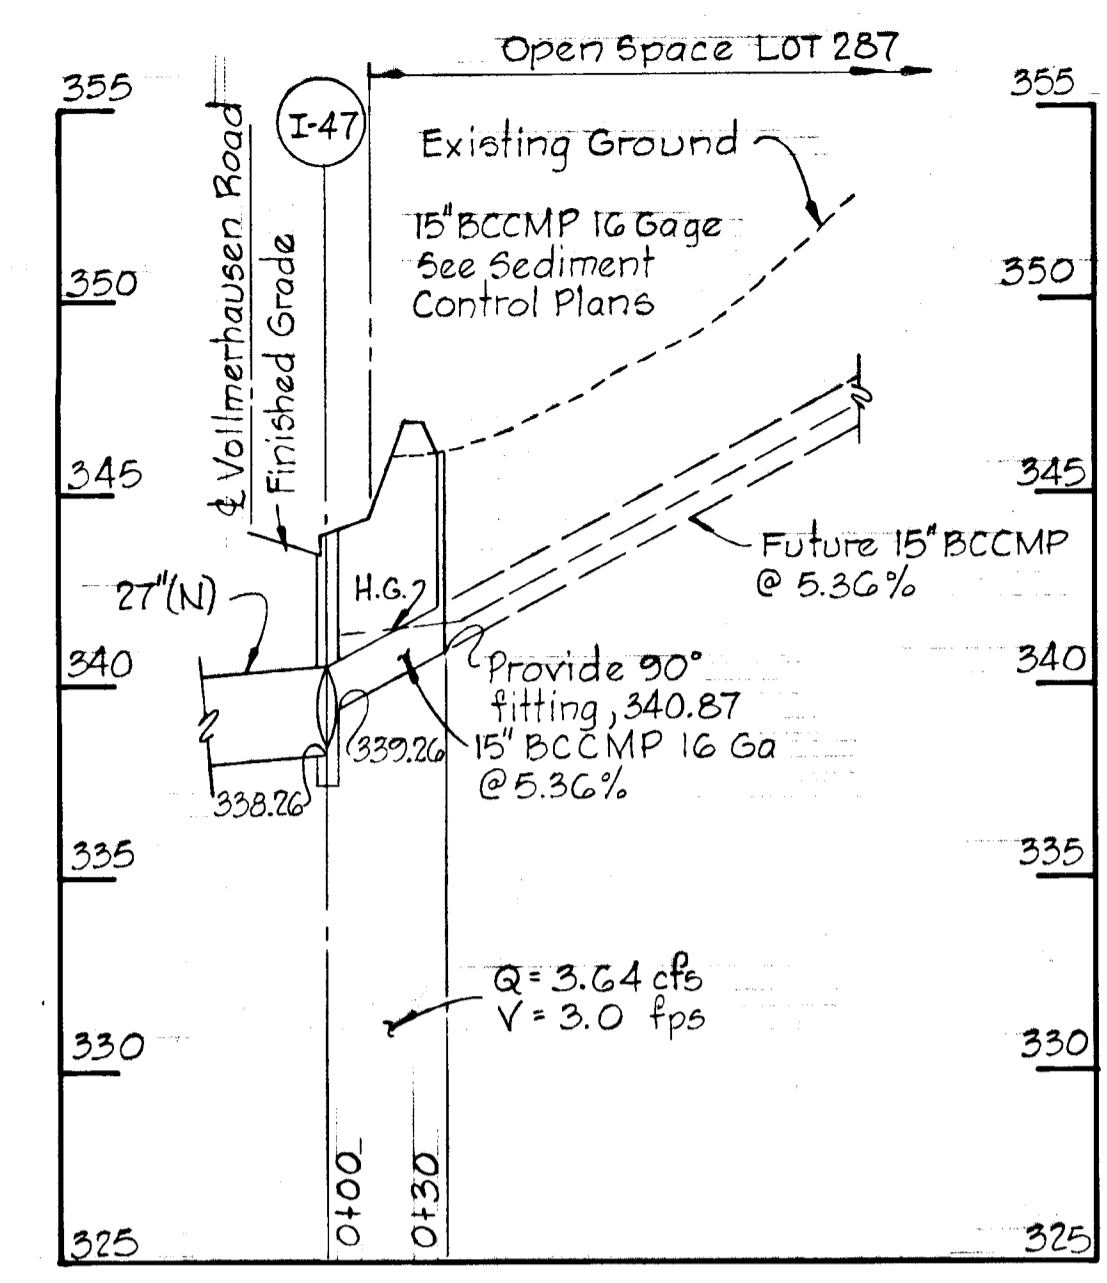 Open Space LOT 287
355
355
I-47
℄ Vollmerhausen Road
Finished Grade
Existing Ground
15" BCCMP 16 Gage
See Sediment
Control Plans
350
350
345
345
Future 15" BCCMP
@ 5.36%
27"(N)
H.G.
340
340
Provide 90°
fitting, 340.87
15" BCCMP 16 Ga
@ 5.36%
339.26
338.26
335
335
Q = 3.64 cfs
V = 3.0 fps
330
330
0+00
0+30
325
325